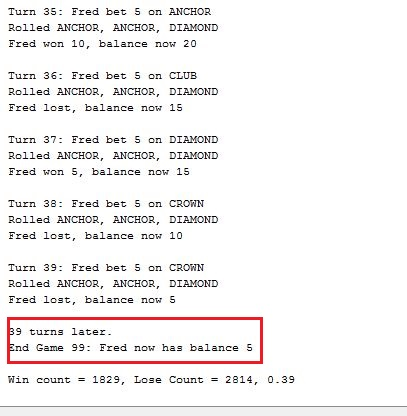 Turn 35: Fred bet 5 on ANCHOR
Rolled ANCHOR, ANCHOR, DIAMOND
Fred won 10, balance now 20
Turn 36: Fred bet 5 on CLUB
Rolled ANCHOR, ANCHOR, DIAMOND
Fred lost, balance now 15
Turn 37: Fred bet 5 on DIAMOND
Rolled ANCHOR, ANCHOR, DIAMOND
Fred won 5, balance now 15
Turn 38: Fred bet 5 on CROWN
Rolled ANCHOR, ANCHOR, DIAMOND
Fred lost, balance now 10
Turn 39: Fred bet 5 on CROWN
Rolled ANCHOR, ANCHOR, DIAMOND
Fred lost, balance now 5
39 turns later.
End Game 99: Fred now has balance 5
Win count = 1829, Lose Count = 2814, 0.39